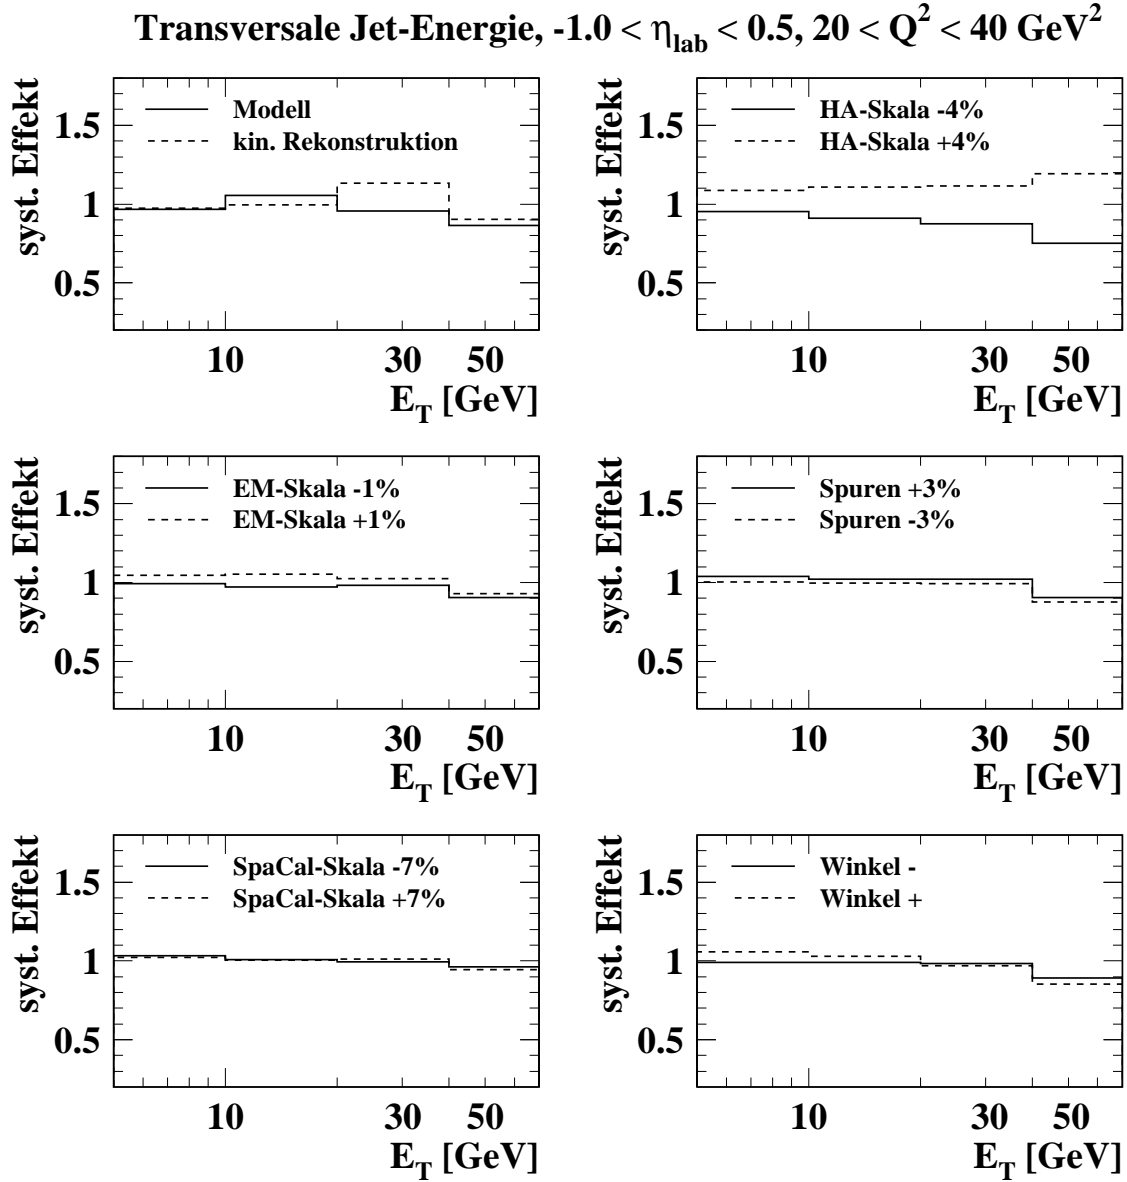 Transversale Jet-Energie, -1.0 < η_lab < 0.5, 20 < Q² < 40 GeV²
syst. Effekt
1.5
1
0.5
Modell
kin. Rekonstruktion
10 30 50
E_T [GeV]
syst. Effekt
1.5
1
0.5
HA-Skala -4%
HA-Skala +4%
10 30 50
E_T [GeV]
syst. Effekt
1.5
1
0.5
EM-Skala -1%
EM-Skala +1%
10 30 50
E_T [GeV]
syst. Effekt
1.5
1
0.5
Spuren +3%
Spuren -3%
10 30 50
E_T [GeV]
syst. Effekt
1.5
1
0.5
SpaCal-Skala -7%
SpaCal-Skala +7%
10 30 50
E_T [GeV]
syst. Effekt
1.5
1
0.5
Winkel -
Winkel +
10 30 50
E_T [GeV]